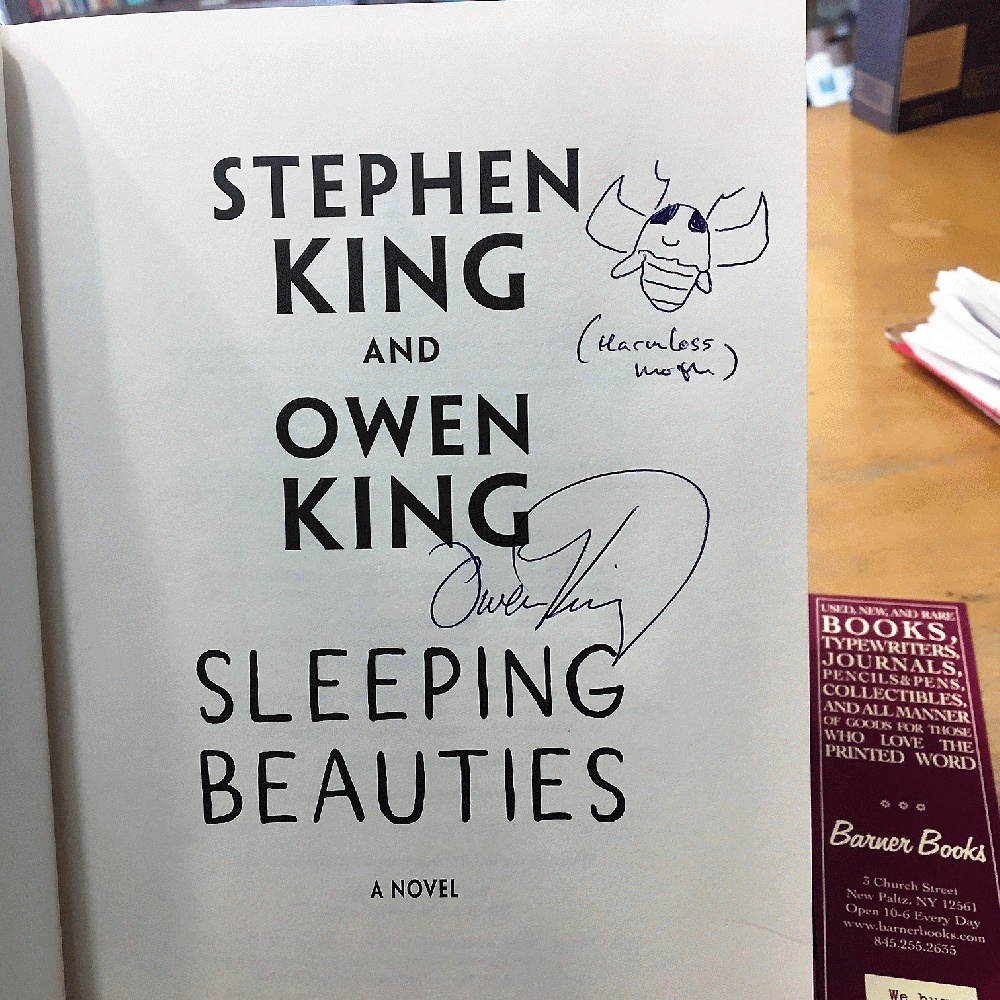 STEPHEN
KING
AND
OWEN
KING
(Harmless
moth)
Owen King
SLEEPING
BEAUTIES
A NOVEL
USED, NEW, AND RARE
BOOKS,
TYPEWRITERS,
JOURNALS,
PENCILS & PENS,
COLLECTIBLES,
AND ALL MANNER
OF GOODS FOR THOSE
WHO LOVE THE
PRINTED WORD
Barner Books
3 Church Street
New Paltz, NY 12561
Open 10-6 Every Day
www.barnerbooks.com
845.255.2635
We buy